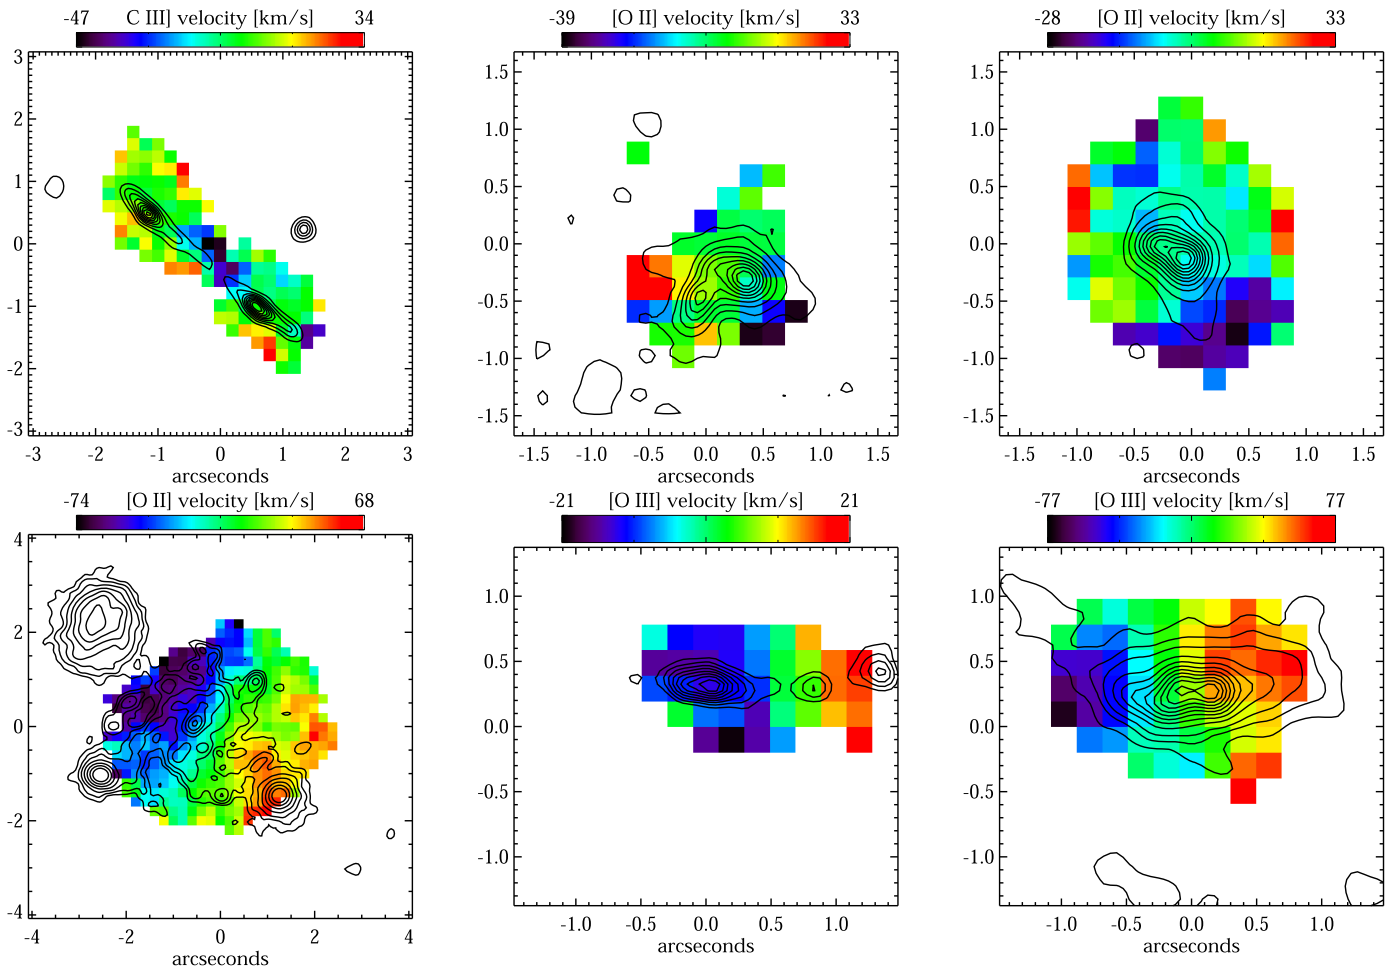 -47 C III] velocity [km/s] 34
-39 [O II] velocity [km/s] 33
-28 [O II] velocity [km/s] 33
3
2
1
0
-1
-2
-3
-3 -2 -1 0 1 2 3
arcseconds
1.5
1.0
0.5
0.0
-0.5
-1.0
-1.5
-1.5 -1.0 -0.5 0.0 0.5 1.0 1.5
arcseconds
1.5
1.0
0.5
0.0
-0.5
-1.0
-1.5
-1.5 -1.0 -0.5 0.0 0.5 1.0 1.5
arcseconds
-74 [O II] velocity [km/s] 68
-21 [O III] velocity [km/s] 21
-77 [O III] velocity [km/s] 77
4
2
0
-2
-4
-4 -2 0 2 4
arcseconds
1.0
0.5
0.0
-0.5
-1.0
-1.0 -0.5 0.0 0.5 1.0
arcseconds
1.0
0.5
0.0
-0.5
-1.0
-1.0 -0.5 0.0 0.5 1.0
arcseconds